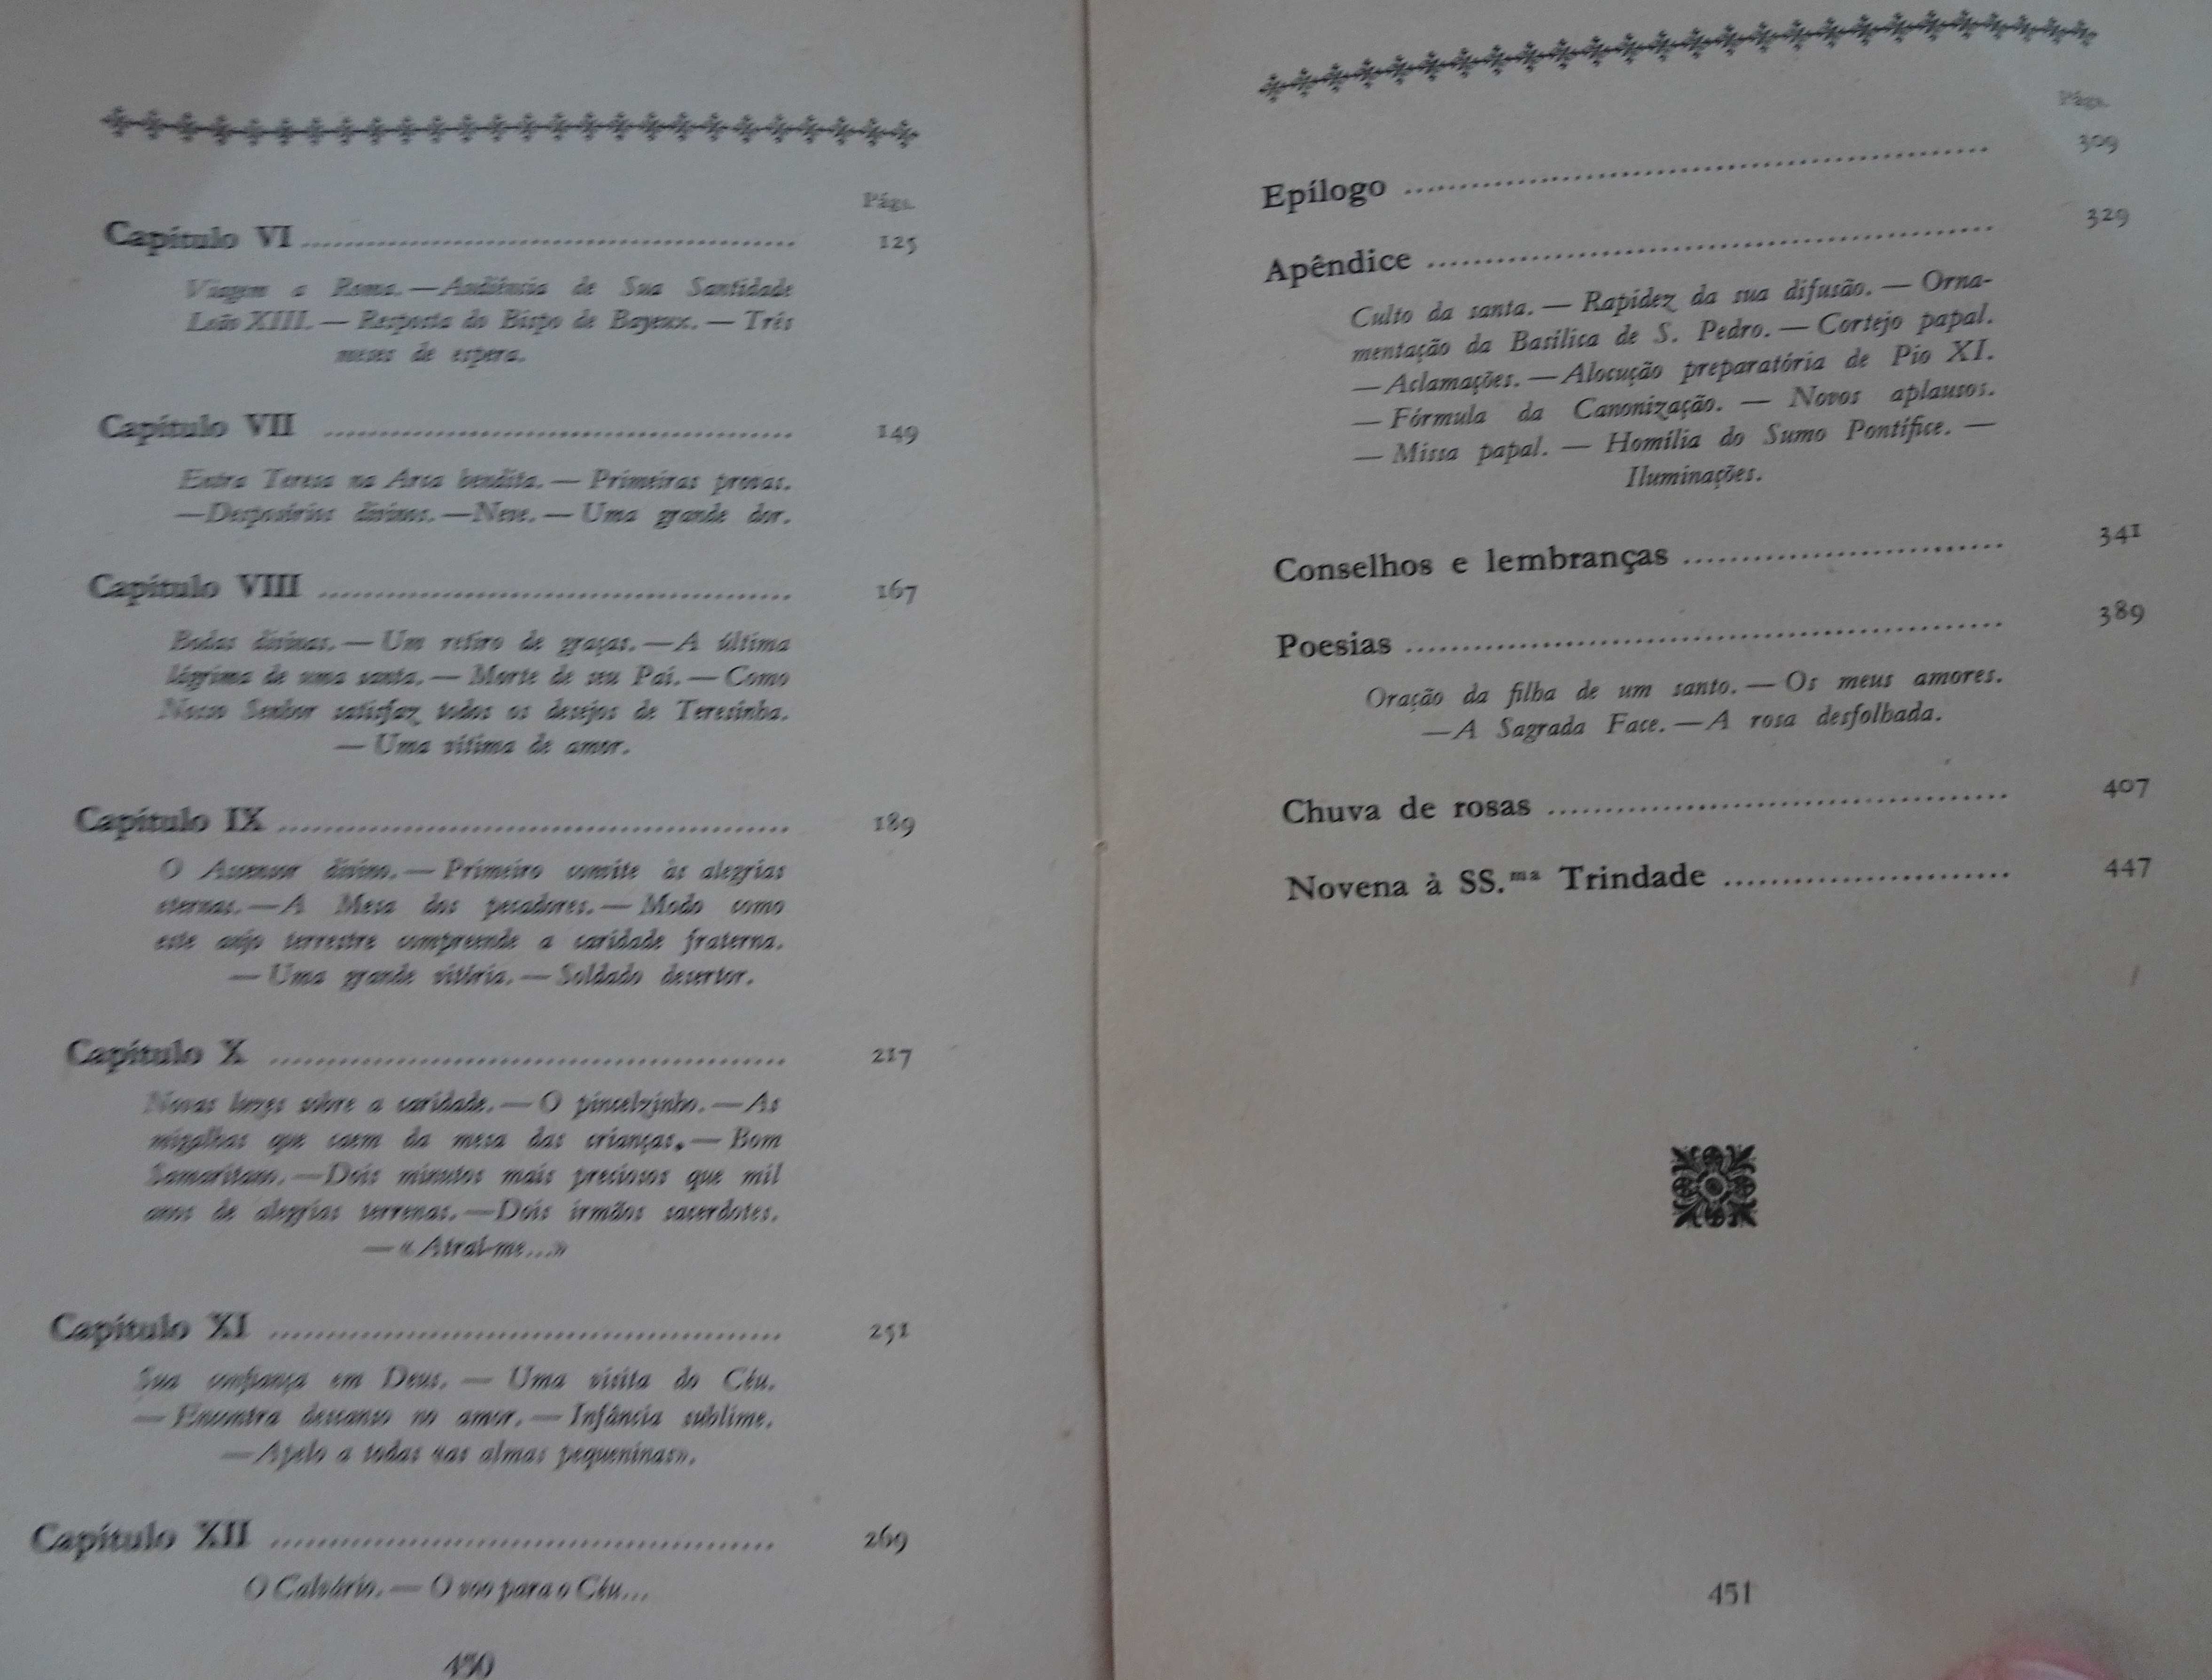 Págs.
Capítulo VI ........................................ 125
Viagem a Roma. — Audiência de Sua Santidade
Leão XIII. — Resposta do Bispo de Bayeux. — Três
meses de espera.
Capítulo VII ........................................ 149
Entra Teresa na Arca bendita. — Primeiras provas.
— Desposórios divinos. — Neve. — Uma grande dor.
Capítulo VIII ........................................ 167
Bodas divinas. — Um retiro de graças. — A última
lágrima de uma santa. — Morte de seu Pai. — Como
Nosso Senhor satisfaz todos os desejos de Teresinha.
— Uma vítima de amor.
Capítulo IX ........................................ 189
O Ascensor divino. — Primeiro convite às alegrias
eternas. — A Mesa dos pecadores. — Modo como
este anjo terrestre compreende a caridade fraterna.
— Uma grande vitória. — Soldado desertor.
Capítulo X ........................................ 217
Novas luzes sobre a caridade. — O pincelzinho. — As
migalhas que caem da mesa das crianças. — Bom
Samaritano. — Dois minutos mais preciosos que mil
anos de alegrias terrenas. — Dois irmãos sacerdotes.
— «Atraí-me...»
Capítulo XI ........................................ 251
Sua confiança em Deus. — Uma visita do Céu.
— Encontra descanso no amor. — Infância sublime.
— Apelo a todas «as almas pequeninas».
Capítulo XII ........................................ 269
O Calvário. — O voo para o Céu...
450
Págs.
Epílogo ........................................ 309
Apêndice ........................................ 329
Culto da santa. — Rapidez da sua difusão. — Orna-
mentação da Basílica de S. Pedro. — Cortejo papal.
— Aclamações. — Alocução preparatória de Pio XI.
— Fórmula da Canonização. — Novos aplausos.
— Missa papal. — Homília do Sumo Pontífice. —
Iluminações.
Conselhos e lembranças ........................ 341
Poesias ........................................ 389
Oração da filha de um santo. — Os meus amores.
— A Sagrada Face. — A rosa desfolhada.
Chuva de rosas ................................ 407
Novena à SS.ᵐᵃ Trindade ........................ 447
451